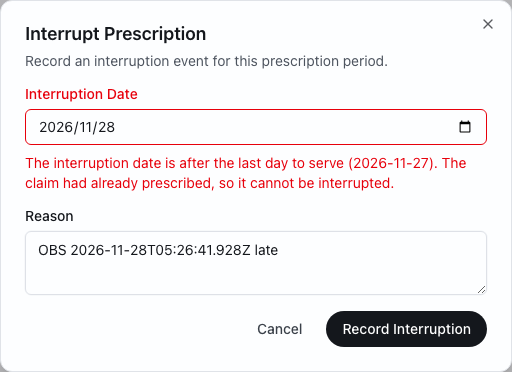 Interrupt Prescription
Record an interruption event for this prescription period.
Interruption Date
2026/11/28
The interruption date is after the last day to serve (2026-11-27). The
claim had already prescribed, so it cannot be interrupted.
Reason
OBS 2026-11-28T05:26:41.928Z late
Cancel
Record Interruption